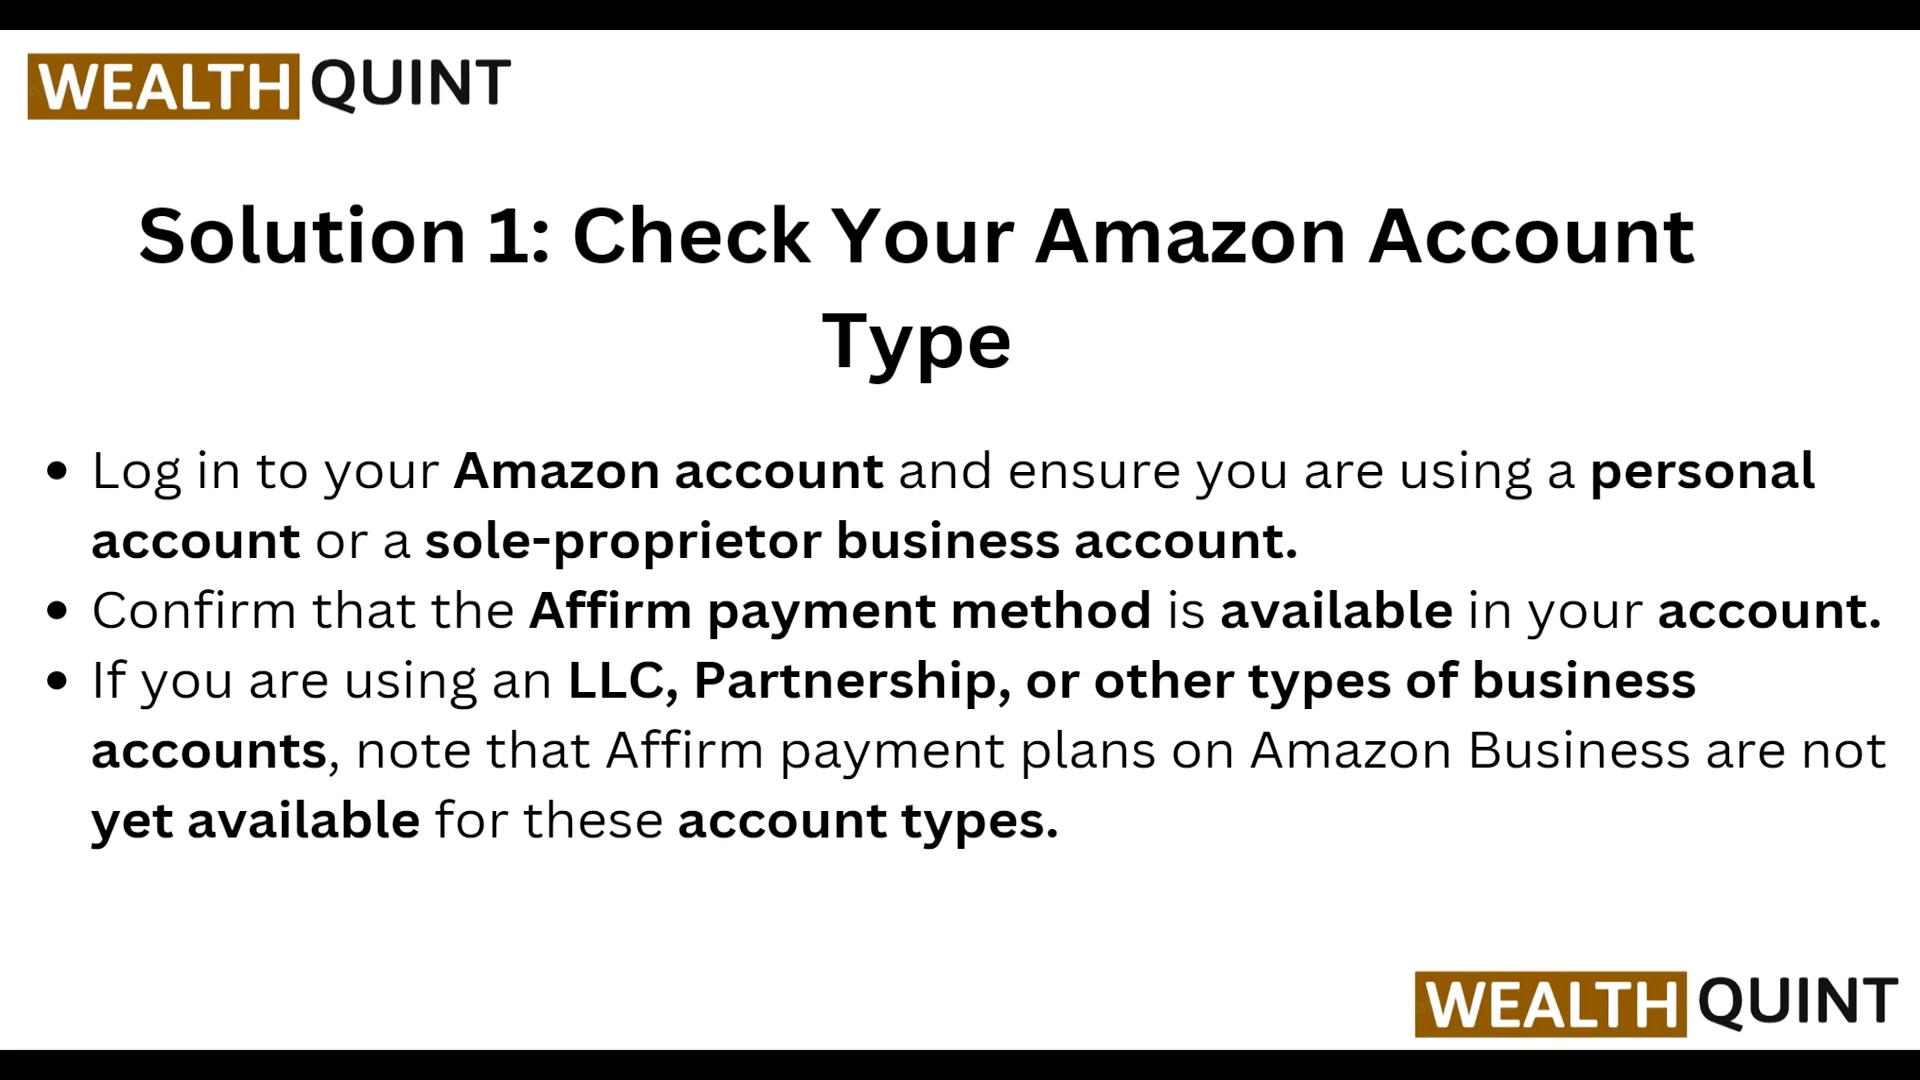 WEALTH QUINT
Solution 1: Check Your Amazon Account
Type
• Log in to your Amazon account and ensure you are using a personal
account or a sole-proprietor business account.
• Confirm that the Affirm payment method is available in your account.
• If you are using an LLC, Partnership, or other types of business
accounts, note that Affirm payment plans on Amazon Business are not
yet available for these account types.
WEALTH QUINT